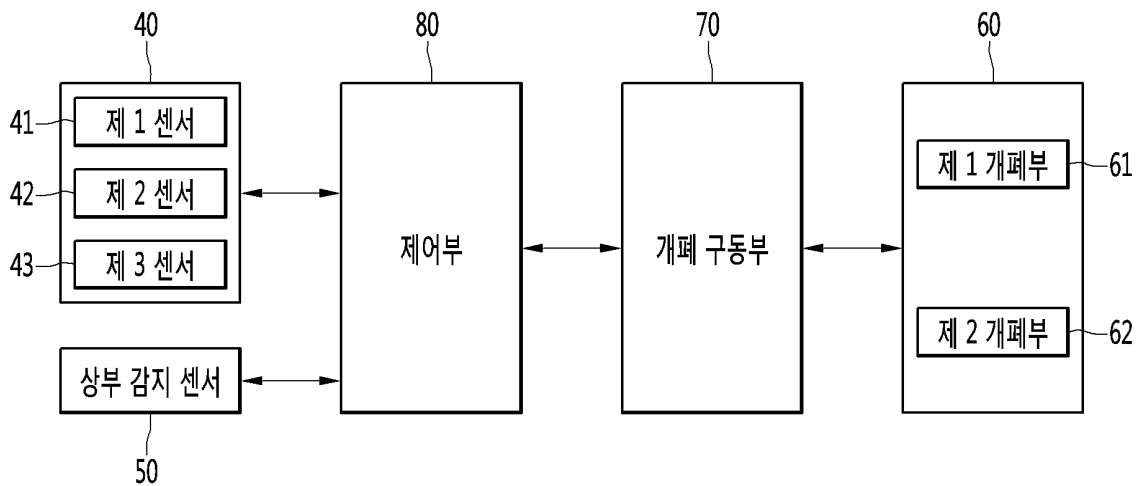 40
80
70
60
41
제 1 센서
42
제 2 센서
43
제 3 센서
제어부
개폐 구동부
제 1 개폐부
61
제 2 개폐부
62
상부 감지 센서
50